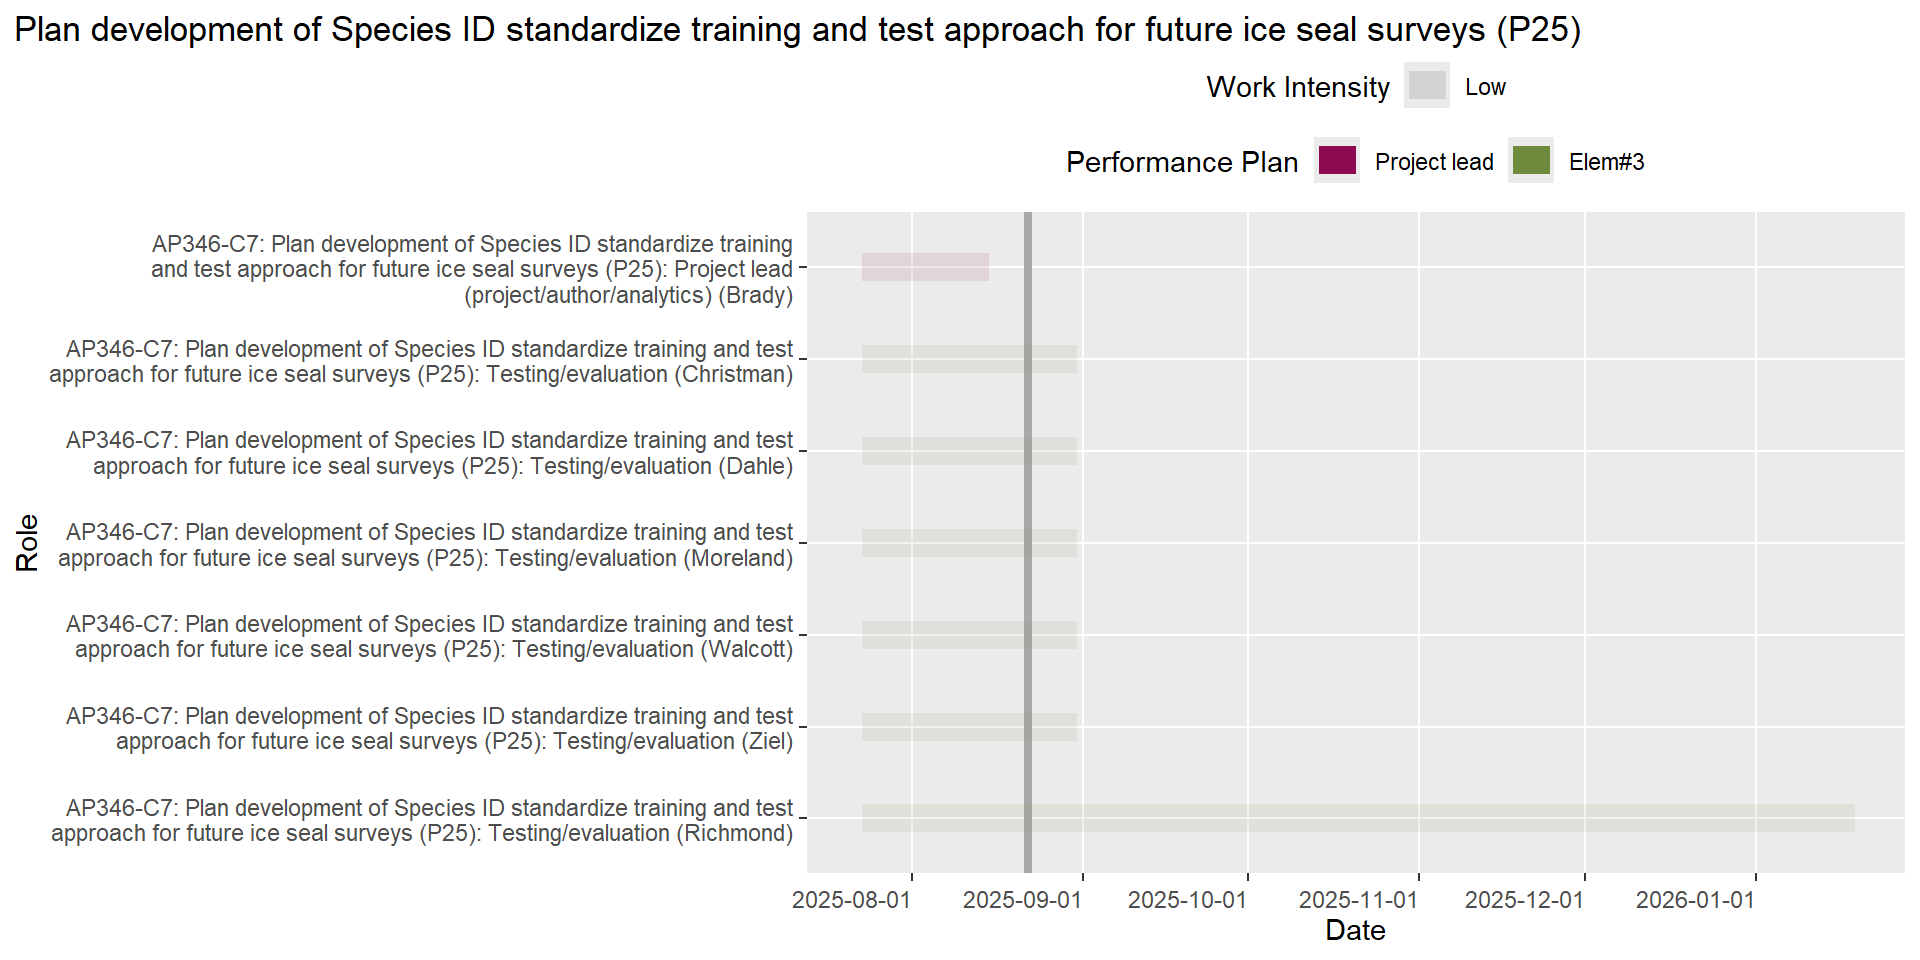 Plan development of Species ID standardize training and test approach for future ice seal surveys (P25)
Work Intensity Low
Performance Plan Project lead Elem#3
AP346-C7: Plan development of Species ID standardize training
and test approach for future ice seal surveys (P25): Project lead
(project/author/analytics) (Brady)
AP346-C7: Plan development of Species ID standardize training and test
approach for future ice seal surveys (P25): Testing/evaluation (Christman)
AP346-C7: Plan development of Species ID standardize training and test
approach for future ice seal surveys (P25): Testing/evaluation (Dahle)
AP346-C7: Plan development of Species ID standardize training and test
approach for future ice seal surveys (P25): Testing/evaluation (Moreland)
AP346-C7: Plan development of Species ID standardize training and test
approach for future ice seal surveys (P25): Testing/evaluation (Walcott)
AP346-C7: Plan development of Species ID standardize training and test
approach for future ice seal surveys (P25): Testing/evaluation (Ziel)
AP346-C7: Plan development of Species ID standardize training and test
approach for future ice seal surveys (P25): Testing/evaluation (Richmond)
Role
2025-08-01 2025-09-01 2025-10-01 2025-11-01 2025-12-01 2026-01-01
Date